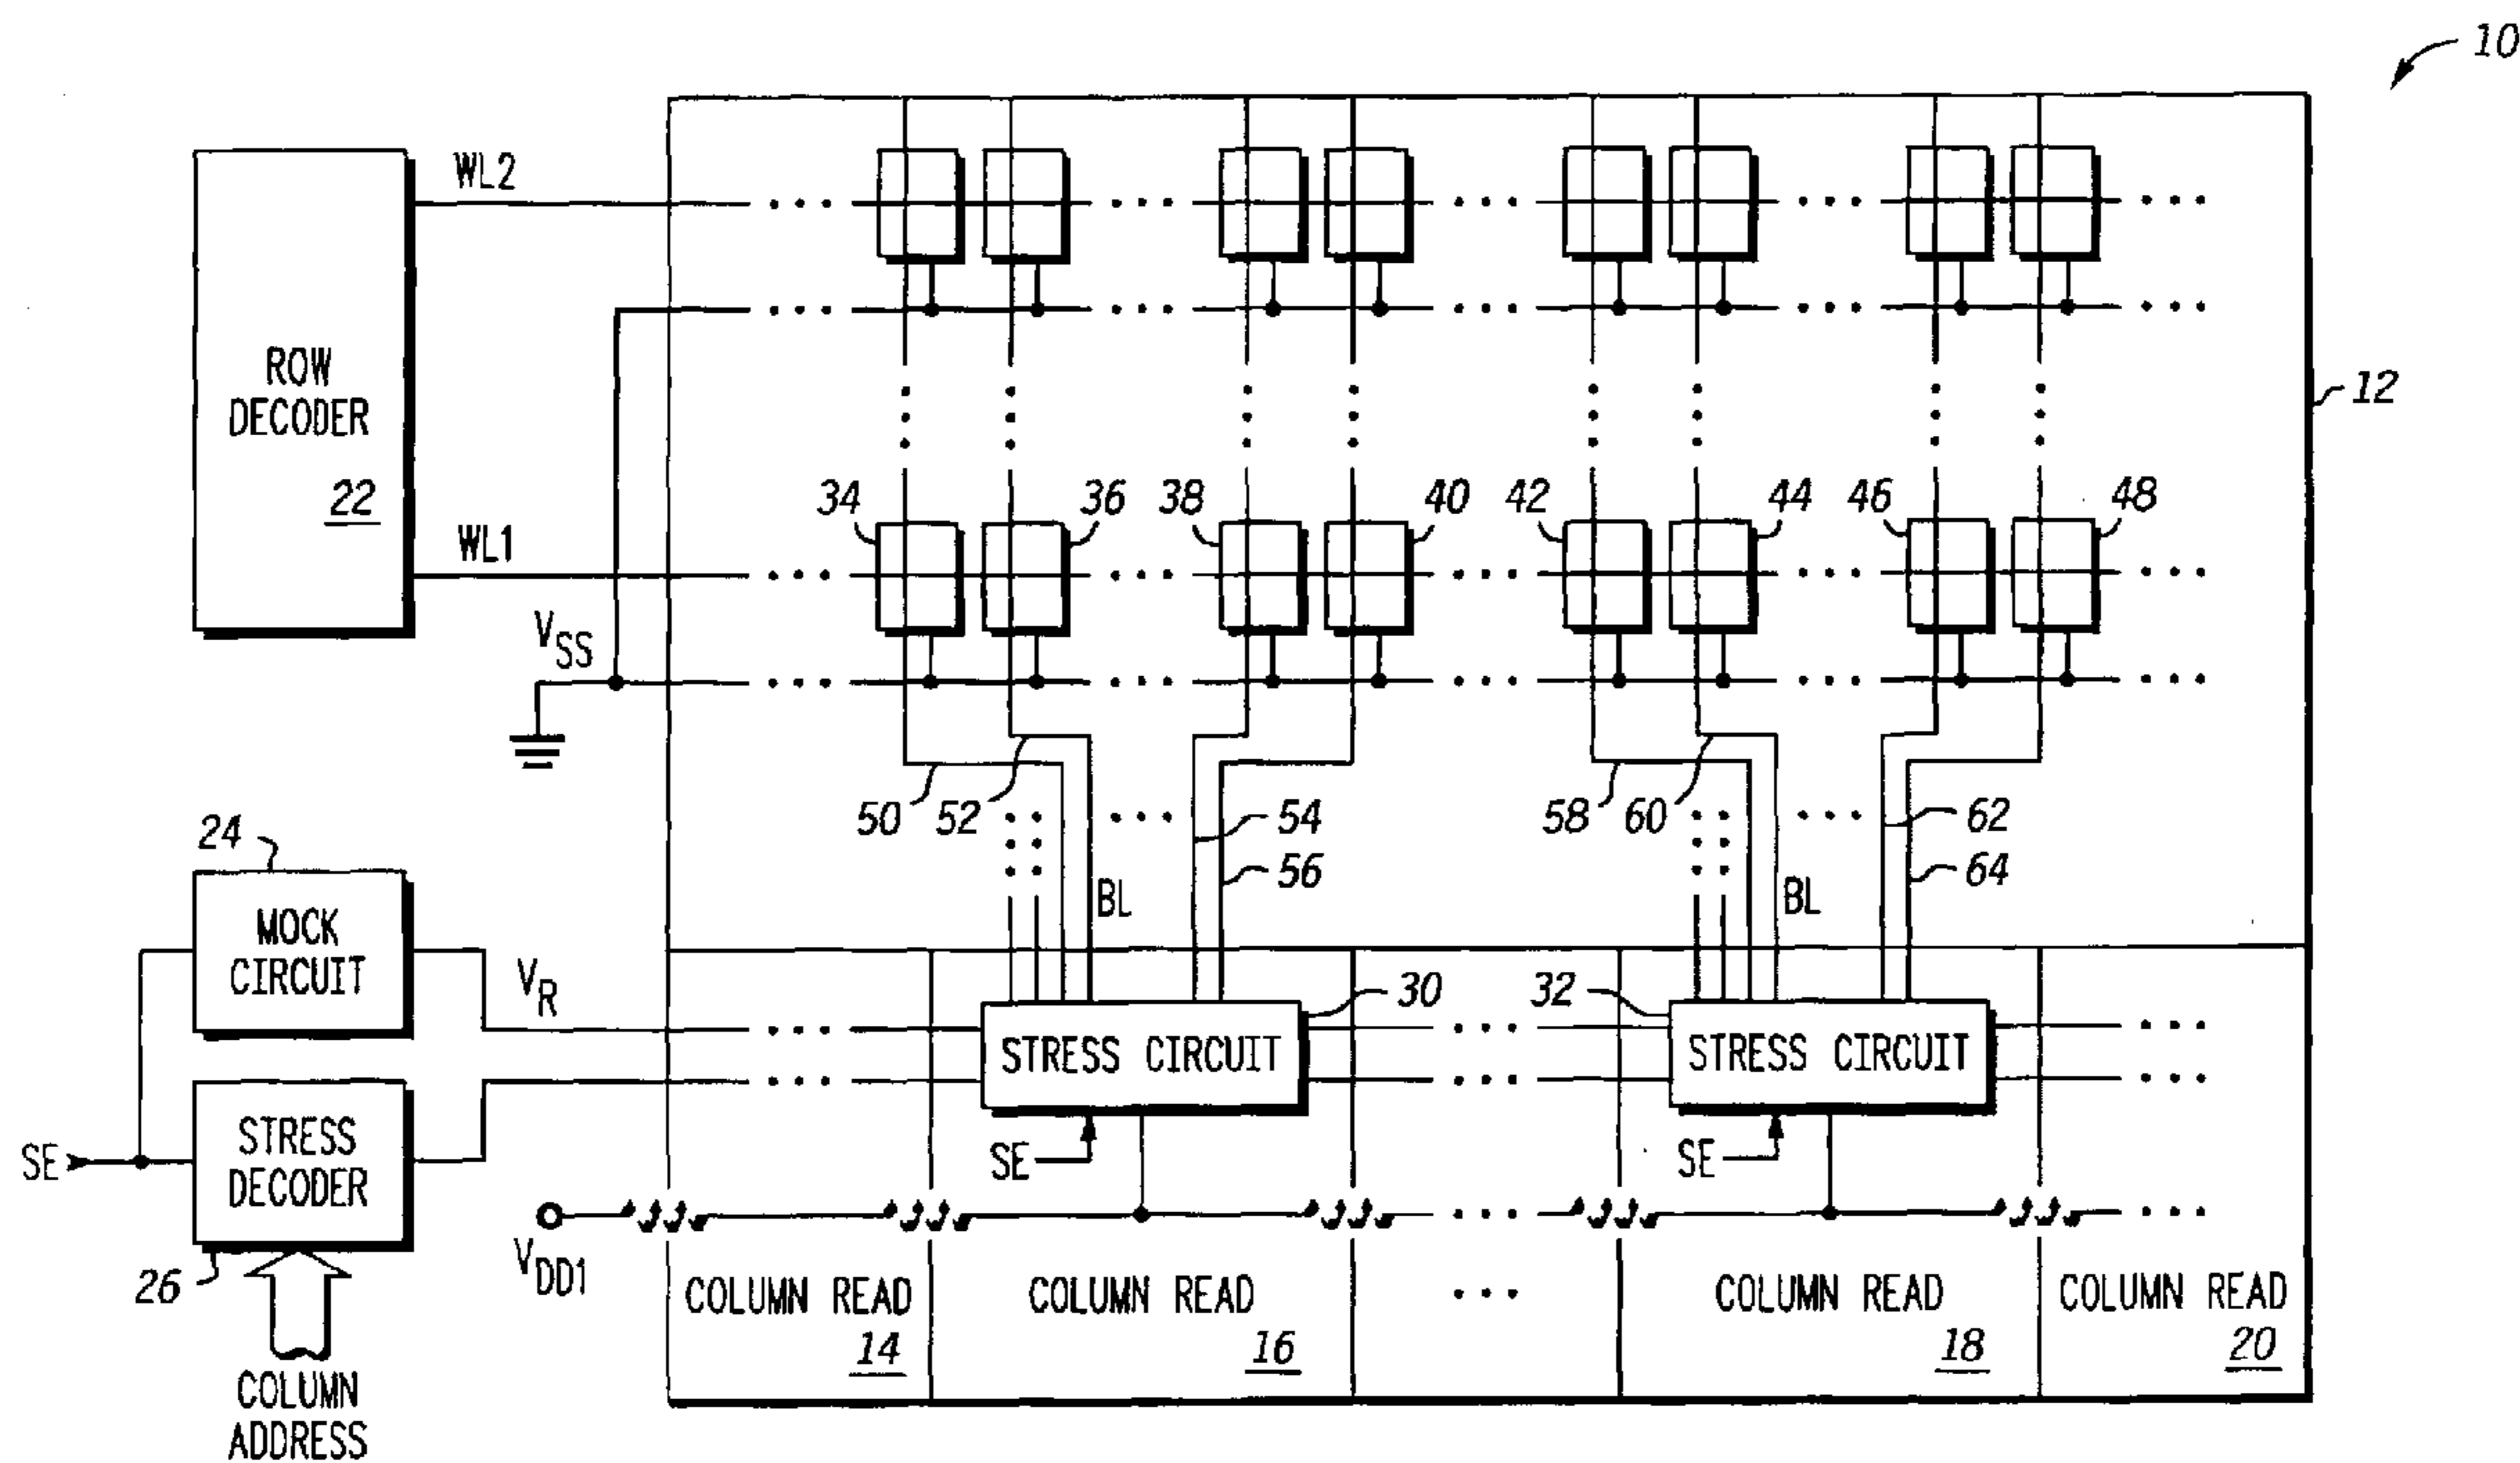 10
WL2
ROW
DECODER
22
12
34
36
38
40
42
44
46
48
WL1
VSS
50
52
54
56
58
60
62
64
BL
BL
24
MOCK
CIRCUIT
VR
30
32
STRESS CIRCUIT
STRESS CIRCUIT
SE
STRESS
DECODER
SE
SE
26
VDD1
COLUMN
ADDRESS
COLUMN READ
14
COLUMN READ
16
COLUMN READ
18
COLUMN READ
20